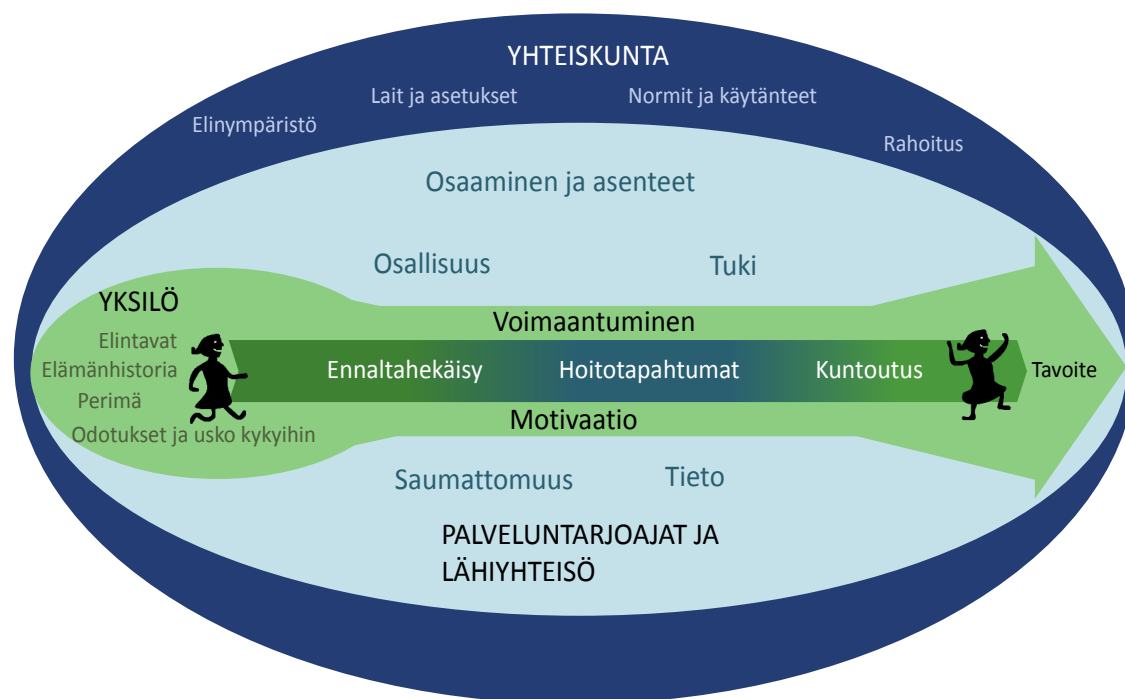 YHTEISKUNTA
Lait ja asetukset
Normit ja käytänteet
Elinympäristö
Rahoitus
Osaaminen ja asenteet
Osallisuus
Tuki
YKSILÖ
Elintavat
Elämänhistoria
Perimä
Odotukset ja usko kykyihin
Voimaantuminen
Ennaltahekäisy
Hoitotapahtumat
Kuntoutus
Tavoite
Motivaatio
Saumattomuus
Tieto
PALVELUNTARJOAJAT JA
LÄHIYHTEISÖ